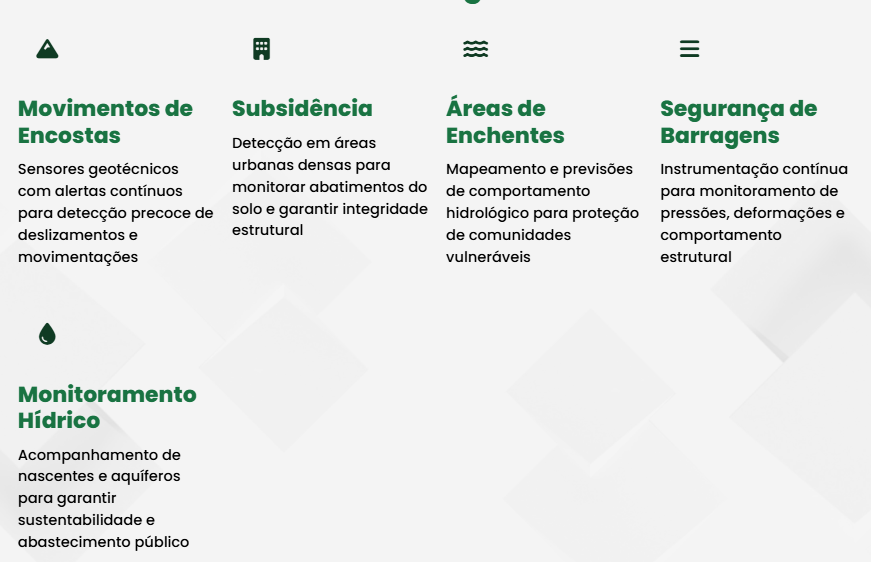 Movimentos de
Encostas
Sensores geotécnicos
com alertas contínuos
para detecção precoce de
deslizamentos e
movimentações
Subsidência
Detecção em áreas
urbanas densas para
monitorar abatimentos do
solo e garantir integridade
estrutural
Áreas de
Enchentes
Mapeamento e previsões
de comportamento
hidrológico para proteção
de comunidades
vulneráveis
Segurança de
Barragens
Instrumentação contínua
para monitoramento de
pressões, deformações e
comportamento
estrutural
Monitoramento
Hídrico
Acompanhamento de
nascentes e aquíferos
para garantir
sustentabilidade e
abastecimento público